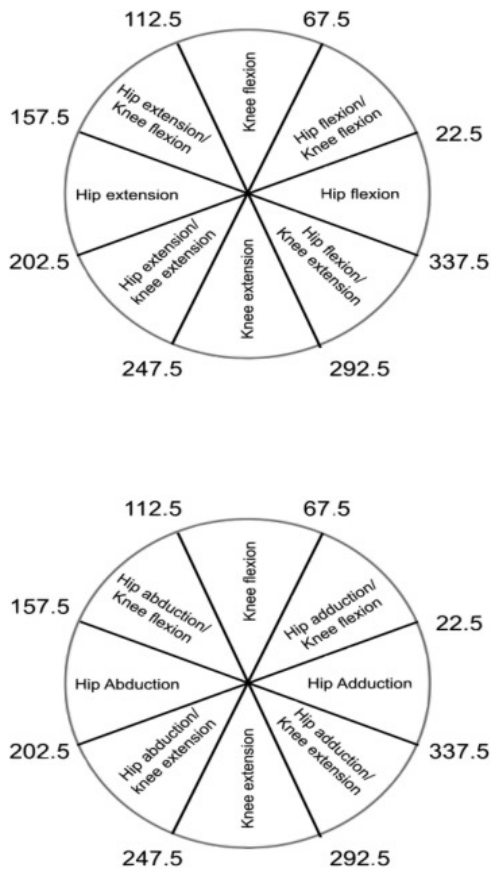 112.5
67.5
Knee flexion
Hip extension/
Knee flexion
Hip flexion/
Knee flexion
157.5
22.5
Hip extension
Hip flexion
Hip extension/
knee extension
Knee extension
Hip flexion/
Knee extension
202.5
337.5
247.5
292.5
112.5
67.5
Knee flexion
Hip abduction/
Knee flexion
Hip adduction/
Knee flexion
157.5
22.5
Hip Abduction
Hip Adduction
Hip abduction/
knee extension
Knee extension
Hip adduction/
Knee extension
202.5
337.5
247.5
292.5